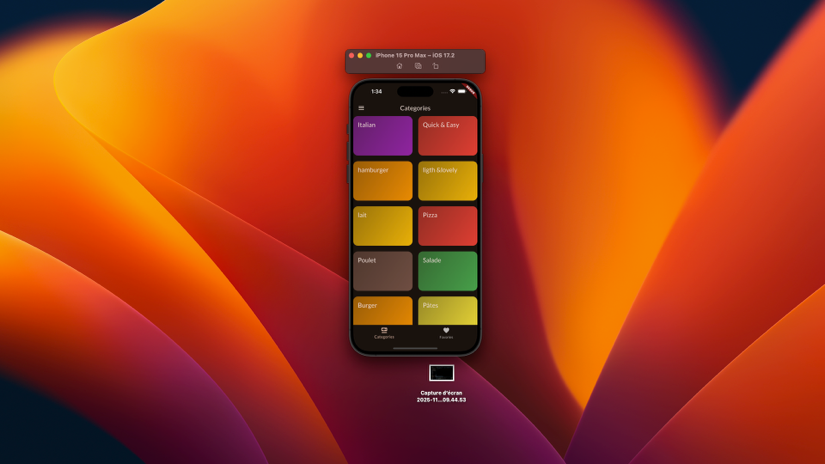 iPhone 15 Pro Max – iOS 17.2
1:34
Categories
Italian
Quick & Easy
hamburger
ligth &lovely
lait
Pizza
Poulet
Salade
Burger
Pâtes
Categories
Favorite
Capture d'écran
2025-11...09.44.53